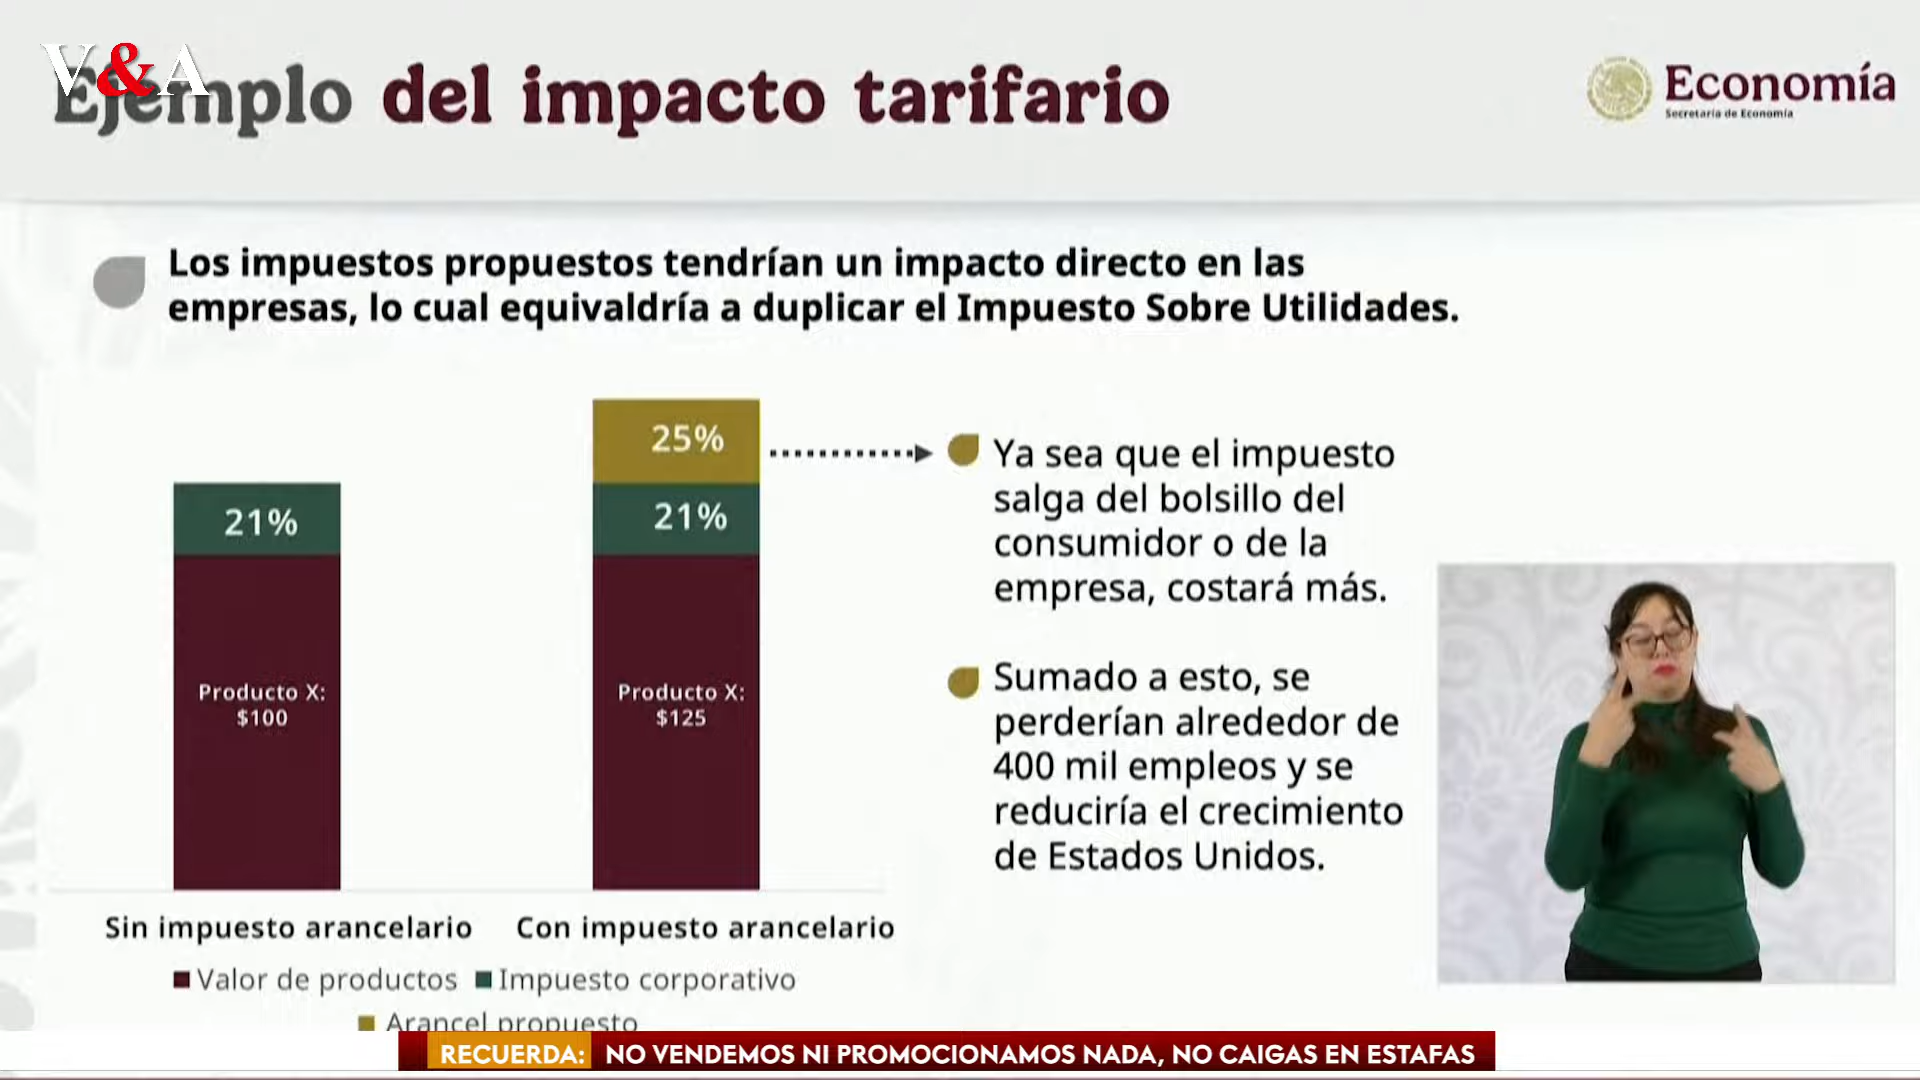 V&A
Ejemplo del impacto tarifario
Economía
Secretaría de Economía
Los impuestos propuestos tendrían un impacto directo en las
empresas, lo cual equivaldría a duplicar el Impuesto Sobre Utilidades.
21%
Producto X:
$100
25%
21%
Producto X:
$125
Sin impuesto arancelario
Con impuesto arancelario
Valor de productos
Impuesto corporativo
Arancel propuesto
Ya sea que el impuesto
salga del bolsillo del
consumidor o de la
empresa, costará más.
Sumado a esto, se
perderían alrededor de
400 mil empleos y se
reduciría el crecimiento
de Estados Unidos.
RECUERDA: NO VENDEMOS NI PROMOCIONAMOS NADA, NO CAIGAS EN ESTAFAS